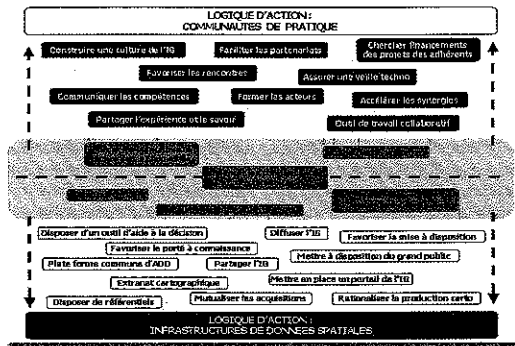 LOGIQUE D'ACTION :
COMMUNAUTES DE PRATIQUE
Construire une culture de l'IG
Faciliter les partenariats
Chercher financements
des projets des adhérents
Favoriser les rencontres
Assurer une veille techno
Communiquer les compétences
Former les acteurs
Accélérer les synergies
Partager l'expérience et le savoir
Outil de travail collaboratif
Disposer d'un outil d'aide à la décision
Diffuser l'IG
Favoriser la mise à disposition
Favoriser le porté à connaissance
Mettre à disposition du grand public
Plate forme commune d'ADD
Partager l'IG
Extranet cartographique
Mettre en place un portail de l'IG
Disposer de référentiels
Mutualiser les acquisitions
Rationaliser la production carto
LOGIQUE D'ACTION :
INFRASTRUCTURES DE DONNEES SPATIALES